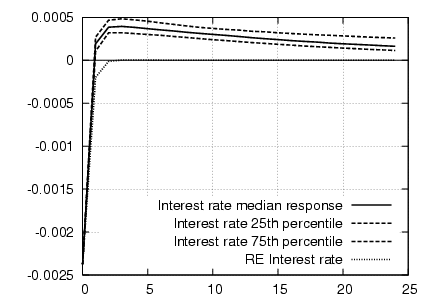 0.0005
0
-0.0005
-0.001
-0.0015
-0.002
-0.0025
Interest rate median response
Interest rate 25th percentile
Interest rate 75th percentile
RE Interest rate
0 5 10 15 20 25